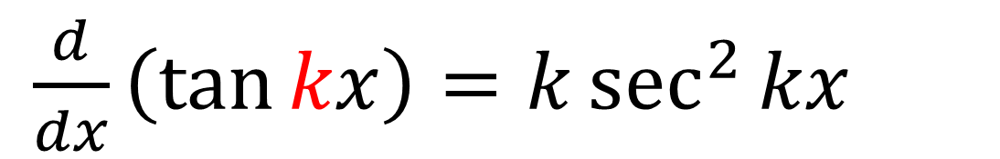 d/dx (tan kx) = k sec² kx